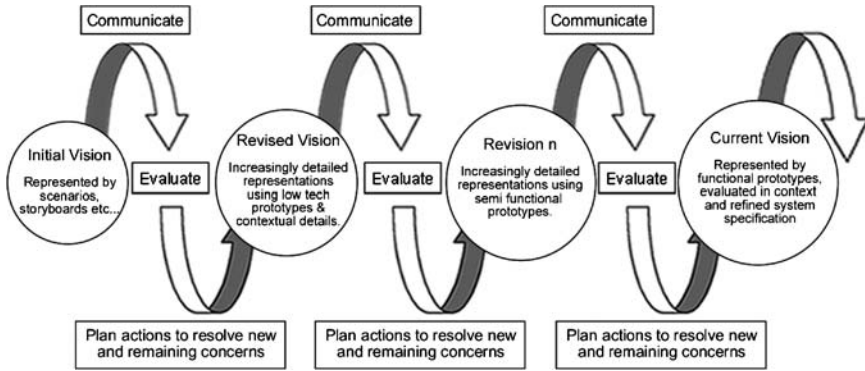 Communicate
Communicate
Communicate
Initial Vision
Represented by
scenarios,
storyboards etc...
Evaluate
Revised Vision
Increasingly detailed
representations
using low tech
prototypes &
contextual details.
Evaluate
Revision n
Increasingly detailed
representations using
semi functional
prototypes.
Evaluate
Current Vision
Represented by
functional prototypes,
evaluated in context
and refined system
specification
Plan actions to resolve new
and remaining concerns
Plan actions to resolve new
and remaining concerns
Plan actions to resolve new
and remaining concerns